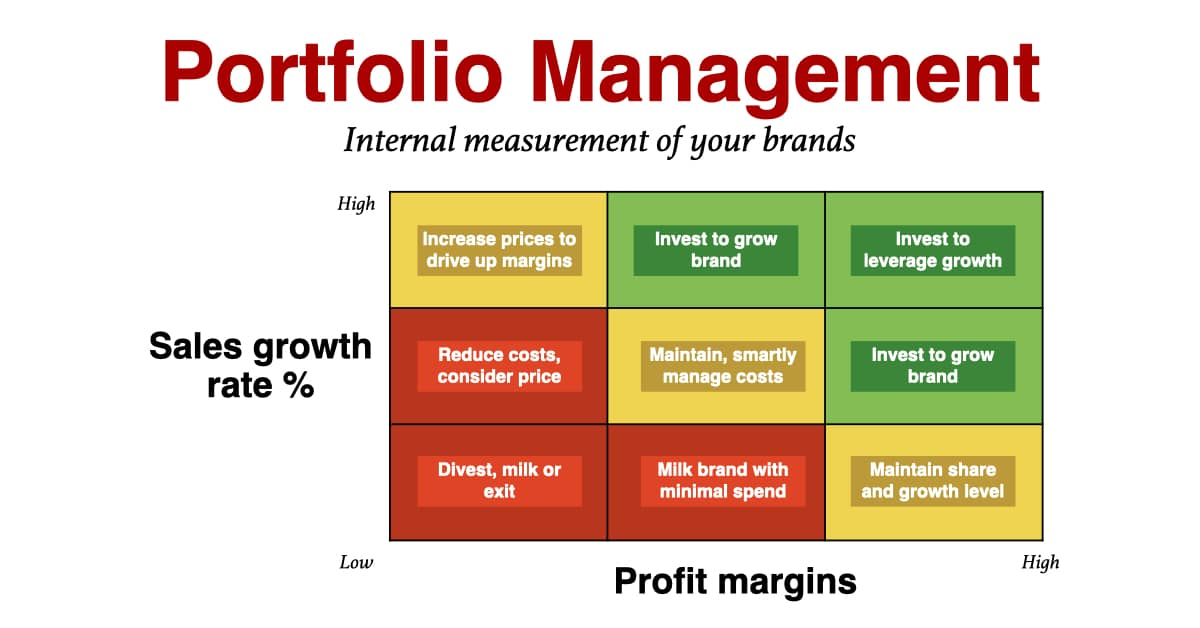 Portfolio Management
Internal measurement of your brands
High
Increase prices to
drive up margins
Invest to grow
brand
Invest to
leverage growth
Sales growth
rate %
Reduce costs,
consider price
Maintain, smartly
manage costs
Invest to grow
brand
Divest, milk or
exit
Milk brand with
minimal spend
Maintain share
and growth level
Low
High
Profit margins